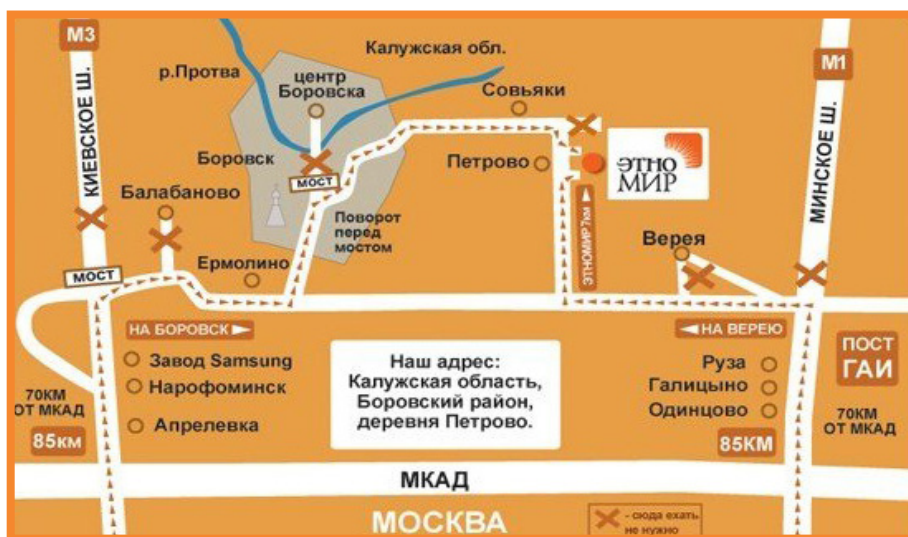 М3
КИЕВСКОЕ Ш.
р.Протва
Калужская обл.
центр
Боровска
Совьяки
М1
МИНСКОЕ Ш.
Боровск
МОСТ
Петрово
ЭТНО
МИР
Балабаново
Поворот
перед
мостом
ЭТНОМИР 7км
Верея
МОСТ
Ермолино
НА БОРОВСК
НА ВЕРЕЮ
ПОСТ
ГАИ
Завод Samsung
Нарофоминск
Апрелевка
Наш адрес:
Калужская область,
Боровский район,
деревня Петрово.
Руза
Галицыно
Одинцово
70КМ
ОТ МКАД
85км
85КМ
70КМ
ОТ МКАД
МКАД
МОСКВА
- сюда ехать
не нужно